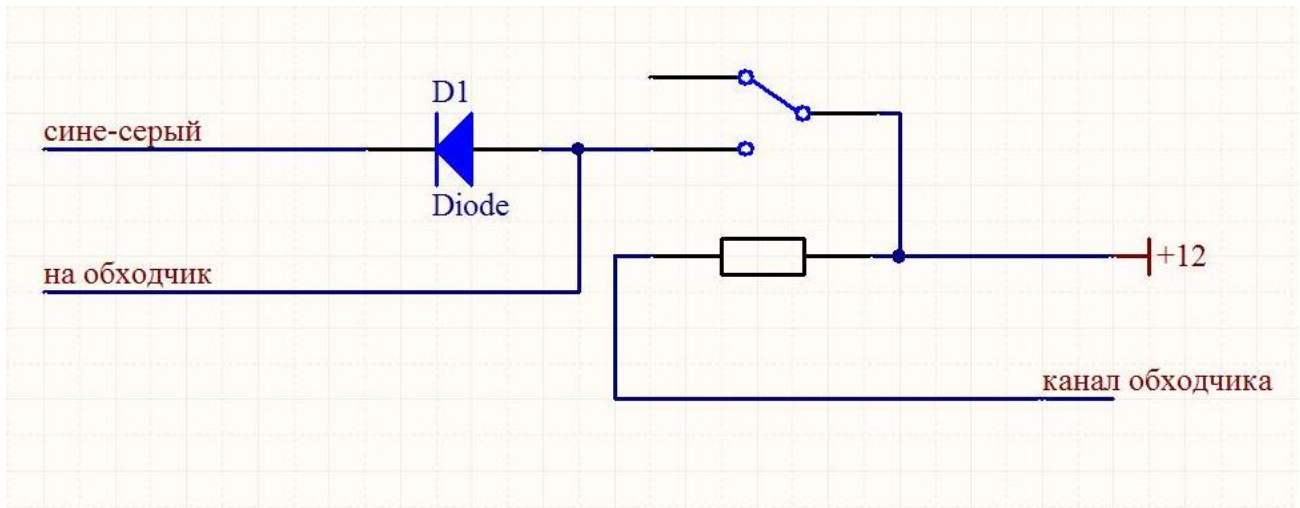 D1
сине-серый
Diode
+12
на обходчик
канал обходчика